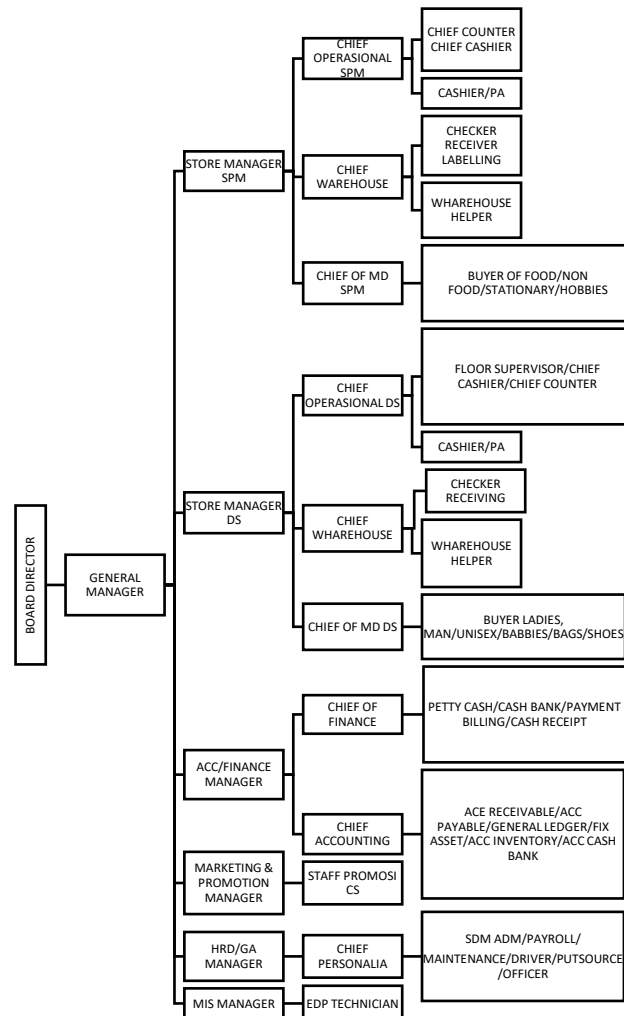 BOARD DIRECTOR
GENERAL
MANAGER
STORE MANAGER
SPM
CHIEF
OPERASIONAL
SPM
CHIEF COUNTER
CHIEF CASHIER
CASHIER/PA
CHIEF
WAREHOUSE
CHECKER
RECEIVER
LABELLING
WHAREHOUSE
HELPER
CHIEF OF MD
SPM
BUYER OF FOOD/NON
FOOD/STATIONARY/HOBBIES
STORE MANAGER
DS
CHIEF
OPERASIONAL DS
FLOOR SUPERVISOR/CHIEF
CASHIER/CHIEF COUNTER
CASHIER/PA
CHIEF
WHAREHOUSE
CHECKER
RECEIVING
WHAREHOUSE
HELPER
CHIEF OF MD DS
BUYER LADIES,
MAN/UNISEX/BABBIES/BAGS/SHOES
ACC/FINANCE
MANAGER
CHIEF OF
FINANCE
PETTY CASH/CASH BANK/PAYMENT
BILLING/CASH RECEIPT
CHIEF
ACCOUNTING
ACE RECEIVABLE/ACC
PAYABLE/GENERAL LEDGER/FIX
ASSET/ACC INVENTORY/ACC CASH
BANK
MARKETING &
PROMOTION
MANAGER
STAFF PROMOSI
CS
HRD/GA
MANAGER
CHIEF
PERSONALIA
SDM ADM/PAYROLL/
MAINTENANCE/DRIVER/PUTSOURCE
/OFFICER
MIS MANAGER
EDP TECHNICIAN